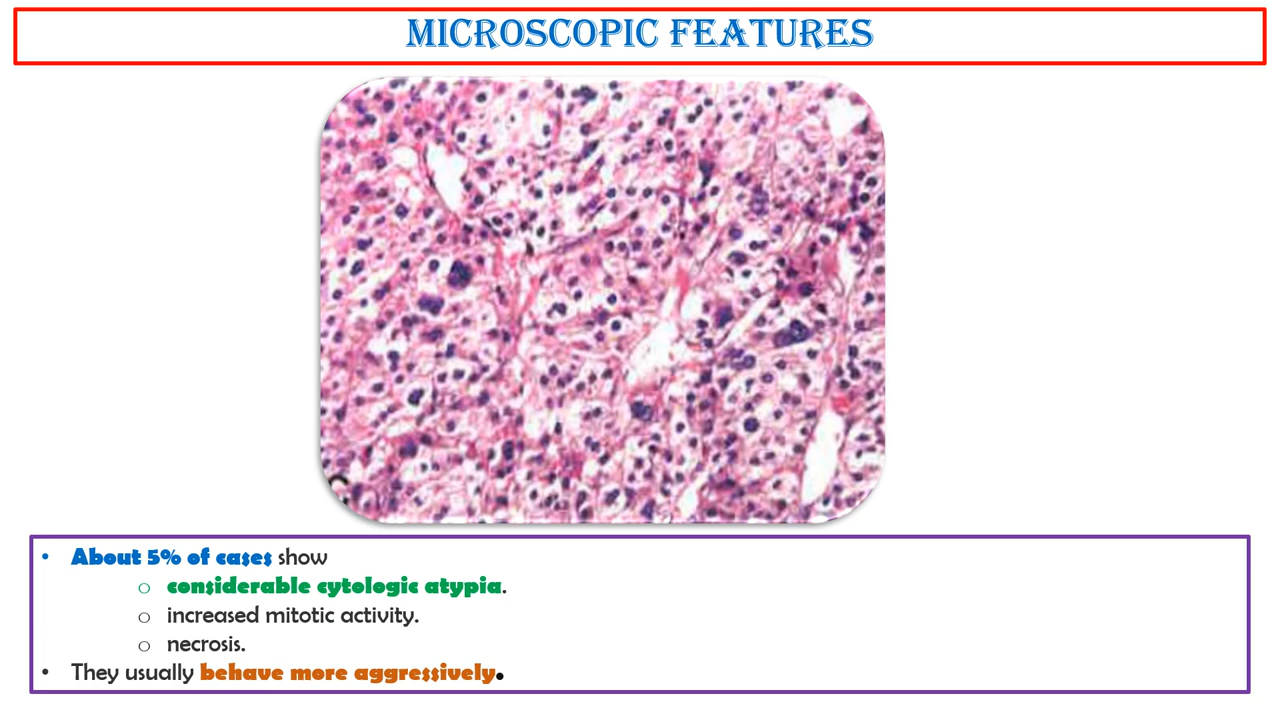 MICROSCOPIC FEATURES
• About 5% of cases show
o considerable cytologic atypia.
o increased mitotic activity.
o necrosis.
• They usually behave more aggressively.